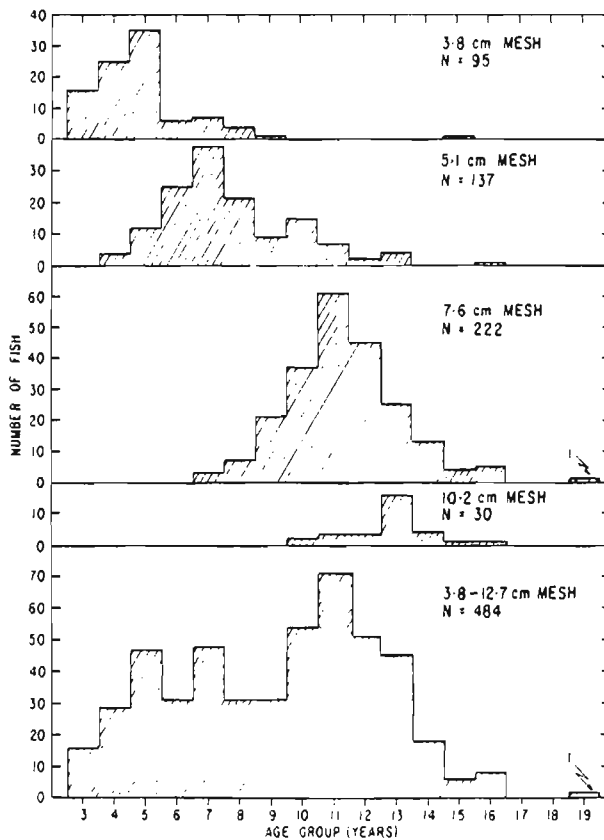 40
30
20
10
0
3.8 cm MESH
N = 95
30
20
10
0
5.1 cm MESH
N = 137
60
50
40
30
20
10
0
7.6 cm MESH
N = 222
1
10
0
10.2 cm MESH
N = 30
70
60
50
40
30
20
10
0
3.8-12.7 cm MESH
N = 484
1
NUMBER OF FISH
3 4 5 6 7 8 9 10 11 12 13 14 15 16 17 18 19
AGE GROUP (YEARS)